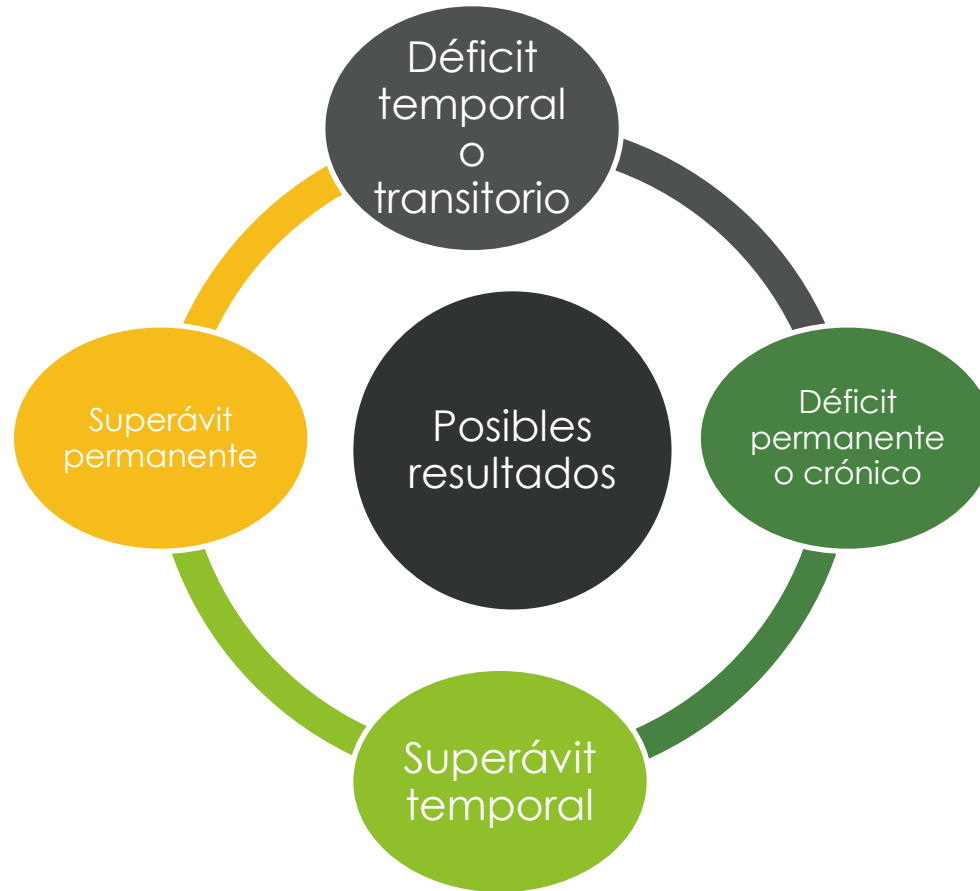 Déficit
temporal
o
transitorio
Superávit
permanente
Posibles
resultados
Déficit
permanente
o crónico
Superávit
temporal